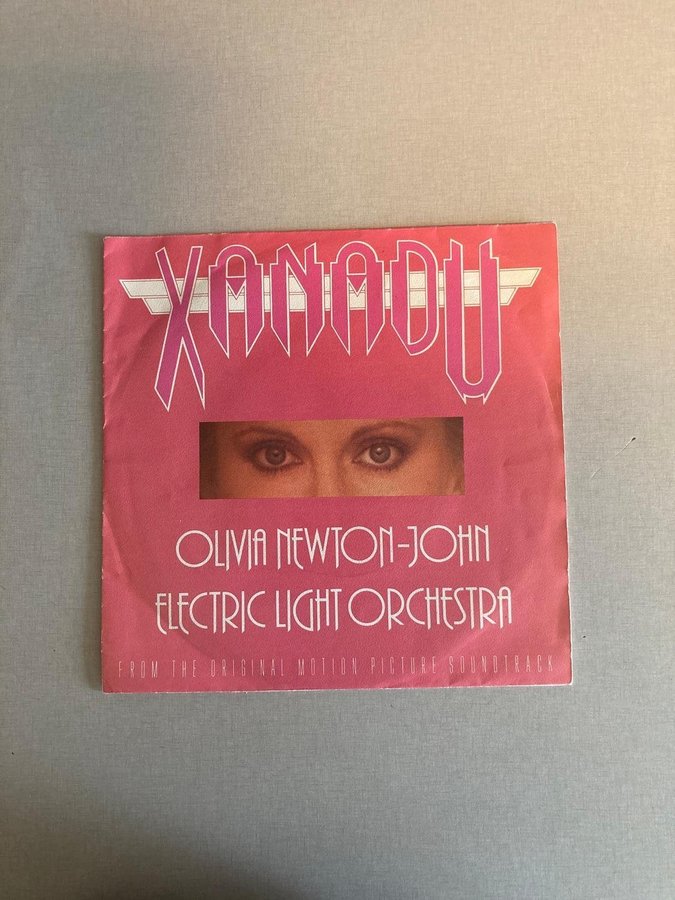 XANADU
OLIVIA NEWTON-JOHN
ELECTRIC LIGHT ORCHESTRA
FROM THE ORIGINAL MOTION PICTURE SOUNDTRACK